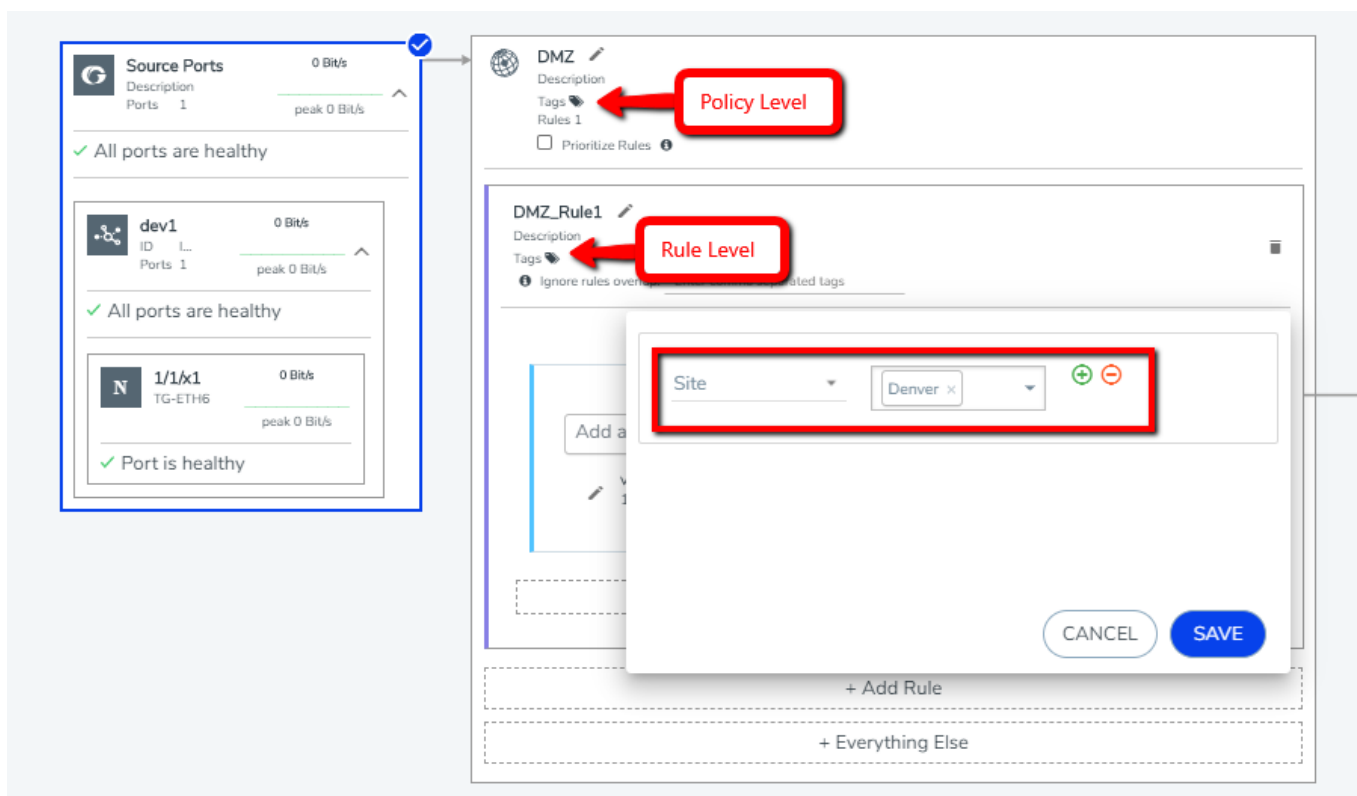 Source Ports
0 Bit/s
Description
Ports 1
peak 0 Bit/s
All ports are healthy
dev1
0 Bit/s
ID I...
Ports 1
peak 0 Bit/s
All ports are healthy
N
1/1/x1
0 Bit/s
TG-ETH6
peak 0 Bit/s
Port is healthy
DMZ
Description
Tags
Policy Level
Rules 1
Prioritize Rules
DMZ_Rule1
Description
Tags
Rule Level
Ignore rules tags
Site
Denver ×
Add a
CANCEL
SAVE
+ Add Rule
+ Everything Else